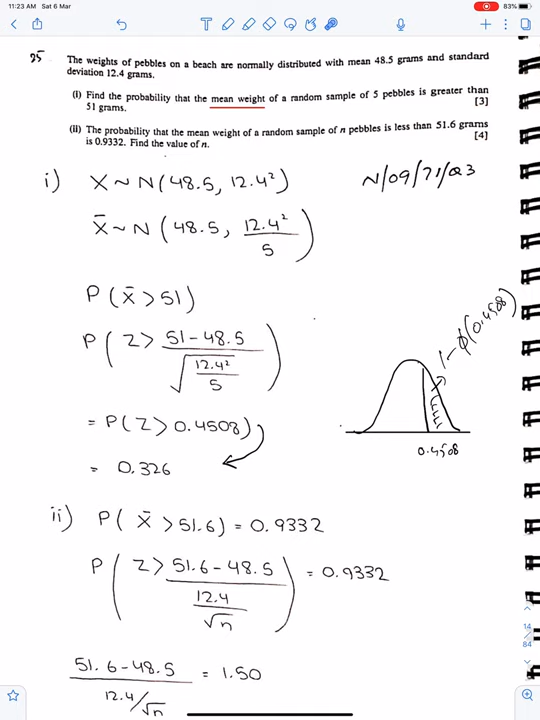 11:23 AM Sat 6 Mar
83%
35
The weights of pebbles on a beach are normally distributed with mean 48.5 grams and standard
deviation 12.4 grams.
(i) Find the probability that the mean weight of a random sample of 5 pebbles is greater than
51 grams. [3]
(ii) The probability that the mean weight of a random sample of n pebbles is less than 51.6 grams
is 0.9332. Find the value of n. [4]
i) X ~ N(48.5, 12.4²)
N/09/71/Q3
X̄ ~ N(48.5, 12.4²/5)
P(X̄ > 51)
P(Z > (51-48.5)/√(12.4²/5))
= P(Z > 0.4508)
= 0.326
1-ϕ(0.4508)
0.4508
ii) P(X̄ > 51.6) = 0.9332
P(Z > (51.6-48.5)/(12.4/√n)) = 0.9332
(51.6-48.5)/(12.4/√n) = 1.50
14
84